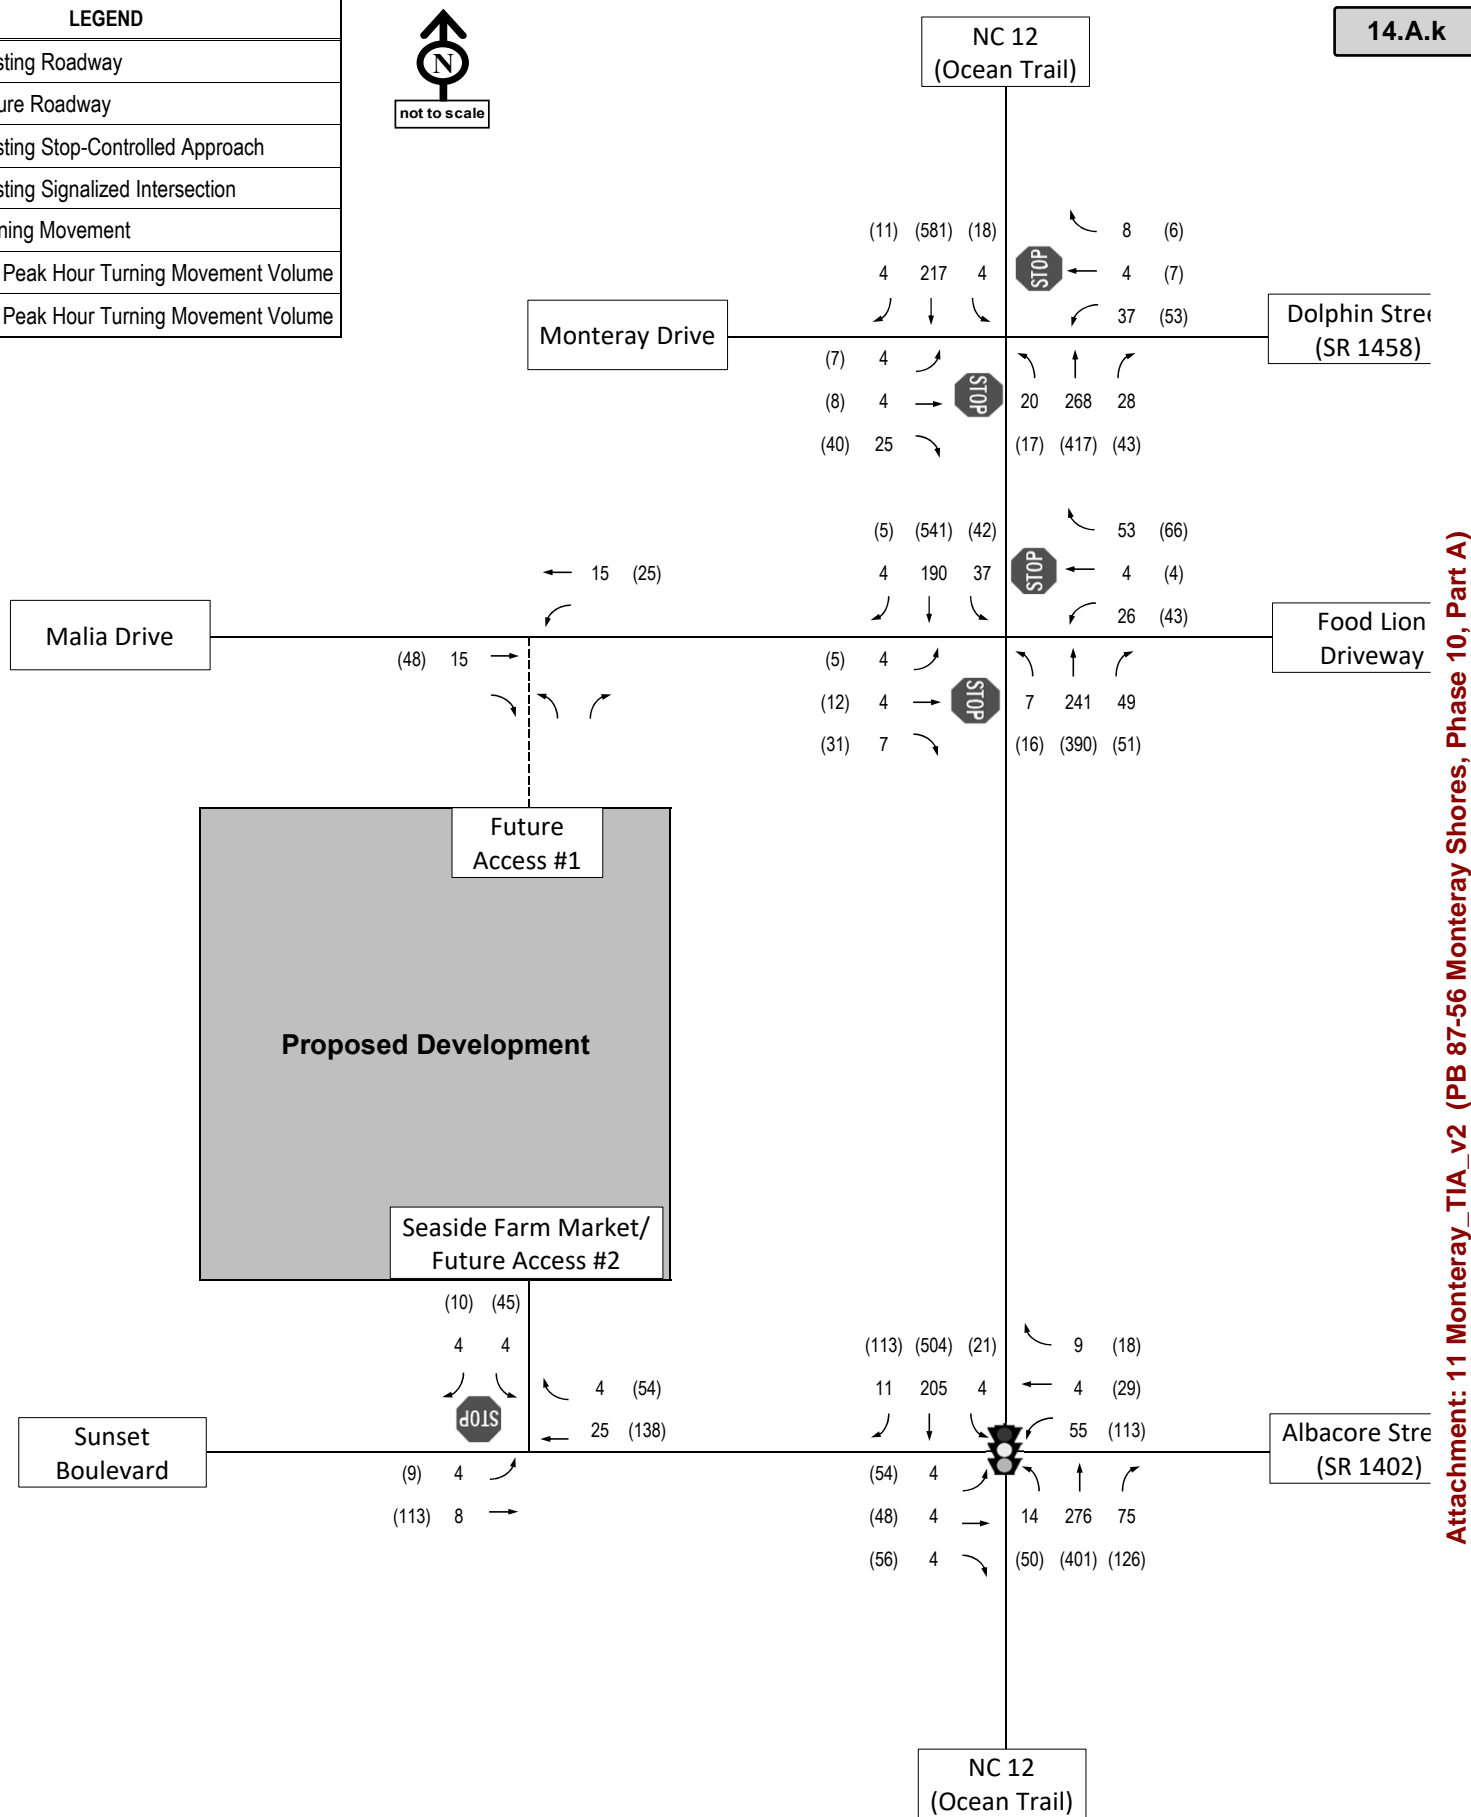 LEGEND
sting Roadway
ure Roadway
sting Stop-Controlled Approach
sting Signalized Intersection
ning Movement
Peak Hour Turning Movement Volume
Peak Hour Turning Movement Volume
N
not to scale
NC 12
(Ocean Trail)
14.A.k
(11) (581) (18)
8 (6)
4 217 4
STOP
4 (7)
37 (53)
Monteray Drive
Dolphin Stree
(SR 1458)
(7) 4
(8) 4
STOP
20 268 28
(40) 25
(17) (417) (43)
(5) (541) (42)
53 (66)
15 (25)
4 190 37
STOP
4 (4)
26 (43)
Malia Drive
Food Lion
Driveway
(48) 15
(5) 4
(12) 4
STOP
7 241 49
(31) 7
(16) (390) (51)
Future
Access #1
Proposed Development
Seaside Farm Market/
Future Access #2
(10) (45)
4 4
STOP
4 (54)
25 (138)
Sunset
Boulevard
(9) 4
(113) 8
(113) (504) (21)
9 (18)
11 205 4
4 (29)
55 (113)
Albacore Stre
(SR 1402)
(54) 4
(48) 4
14 276 75
(56) 4
(50) (401) (126)
NC 12
(Ocean Trail)
Attachment: 11 Monteray_TIA_v2 (PB 87-56 Monteray Shores, Phase 10, Part A)